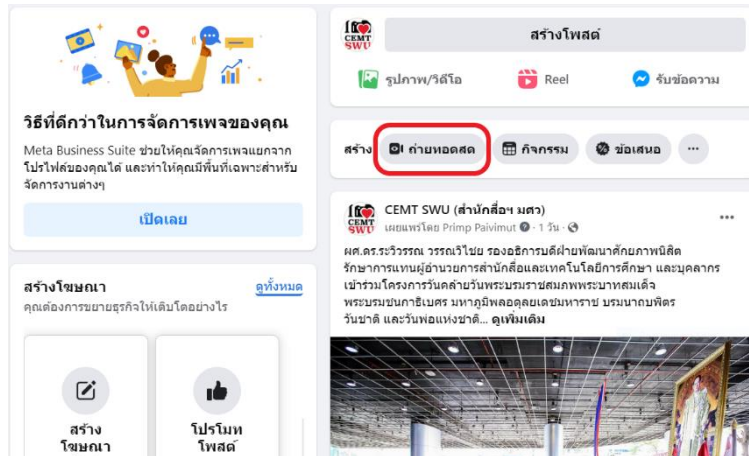 วิธีที่ดีกว่าในการจัดการเพจของคุณ
Meta Business Suite ช่วยให้คุณจัดการเพจแยกจาก
โปรไฟล์ของคุณได้ และทำให้คุณมีพื้นที่เฉพาะสำหรับ
จัดการงานต่างๆ
เปิดเลย
สร้างโฆษณา
ดูทั้งหมด
คุณต้องการขยายธุรกิจให้เติบโตอย่างไร
สร้าง
โฆษณา
โปรโมท
โพสต์
CEMT
SWU
สร้างโพสต์
รูปภาพ/วิดีโอ
Reel
รับข้อความ
สร้าง
ถ่ายทอดสด
กิจกรรม
ข้อเสนอ
CEMT
SWU
CEMT SWU (สำนักสื่อฯ มศว)
เผยแพร่โดย Primp Paivimut · 1 วัน ·
ผศ.ดร.ระวิวรรณ วรรณวิไชย รองอธิการบดีฝ่ายพัฒนาศักยภาพนิสิต
รักษาการแทนผู้อำนวยการสำนักสื่อและเทคโนโลยีการศึกษา และบุคลากร
เข้าร่วมโครงการวันคล้ายวันพระบรมราชสมภพพระบาทสมเด็จ
พระบรมชนกาธิเบศร มหาภูมิพลอดุลยเดชมหาราช บรมนาถบพิตร
วันชาติ และวันพ่อแห่งชาติ... ดูเพิ่มเติม